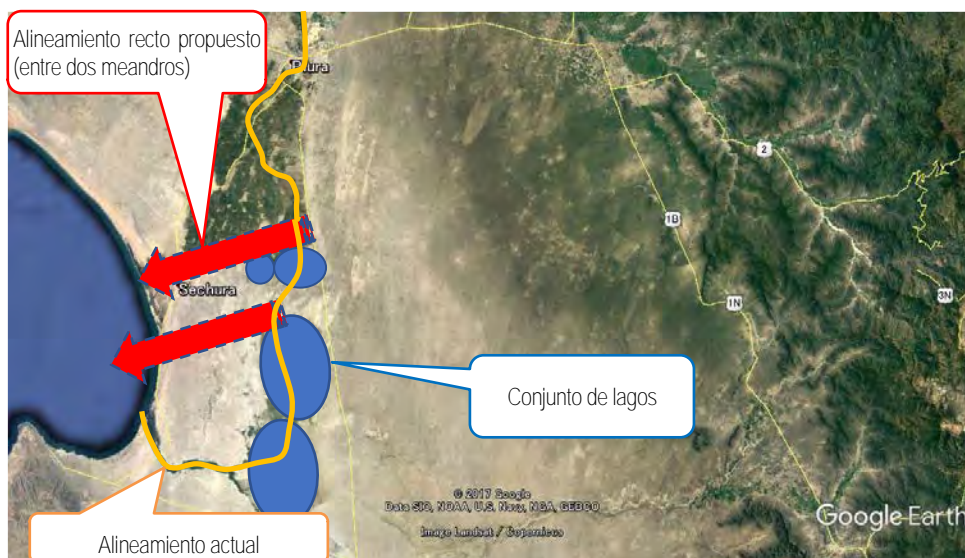 Alineamiento recto propuesto
(entre dos meandros)
Piura
2
1B
Sechura
1N
3N
Conjunto de lagos
© 2017 Google
Data SIO, NOAA, U.S. Navy, NGA, GEBCO
Image Landsat / Copernicus
Google Earth
Alineamiento actual